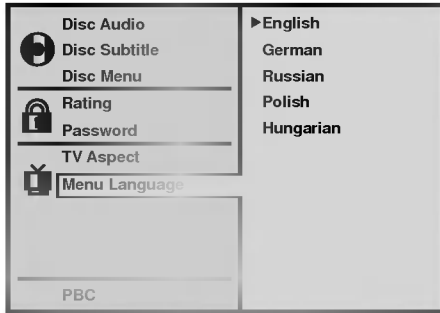 Disc Audio
Disc Subtitle
Disc Menu
Rating
Password
TV Aspect
Menu Language
PBC
▶English
German
Russian
Polish
Hungarian